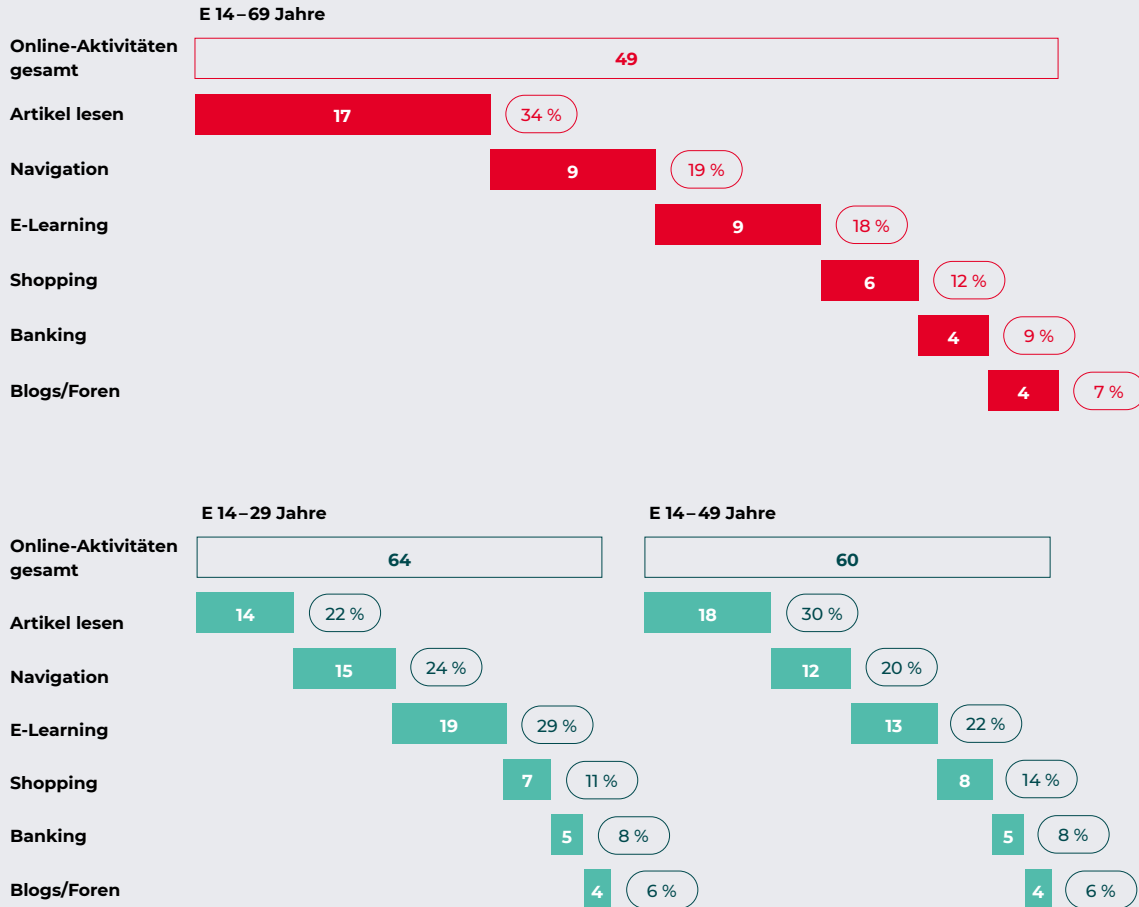 E 14–69 Jahre
Online-Aktivitäten
gesamt
49
Artikel lesen
17
34 %
Navigation
9
19 %
E-Learning
9
18 %
Shopping
6
12 %
Banking
4
9 %
Blogs/Foren
4
7 %
E 14–29 Jahre
E 14–49 Jahre
Online-Aktivitäten
gesamt
64
60
Artikel lesen
14
22 %
18
30 %
Navigation
15
24 %
12
20 %
E-Learning
19
29 %
13
22 %
Shopping
7
11 %
8
14 %
Banking
5
8 %
5
8 %
Blogs/Foren
4
6 %
4
6 %